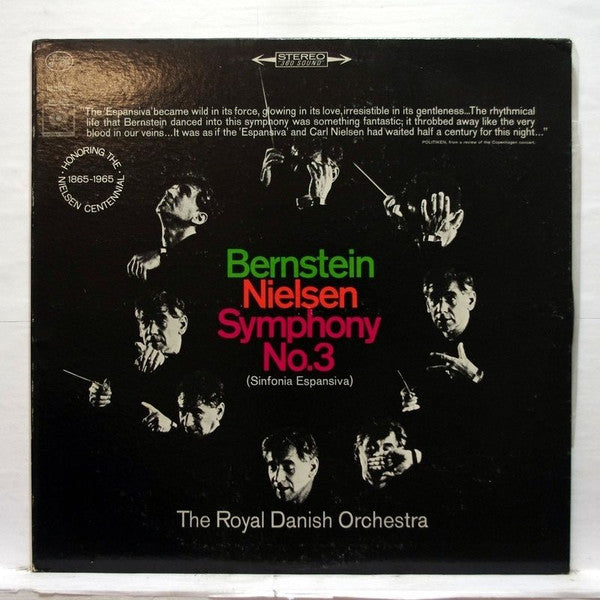 STEREO
"360 SOUND"
"The 'Espansiva' became wild in its force, glowing in its love, irresistible in its gentleness...The rhythmical
life that Bernstein danced into this symphony was something fantastic; it throbbed away like the very
blood in our veins...It was as if the 'Espansiva' and Carl Nielsen had waited half a century for this night..."
POLITIKEN, from a review of the Copenhagen concert.
HONORING THE
1865-1965
NIELSEN CENTENNIAL
Bernstein
Nielsen
Symphony
No.3
(Sinfonia Espansiva)
The Royal Danish Orchestra